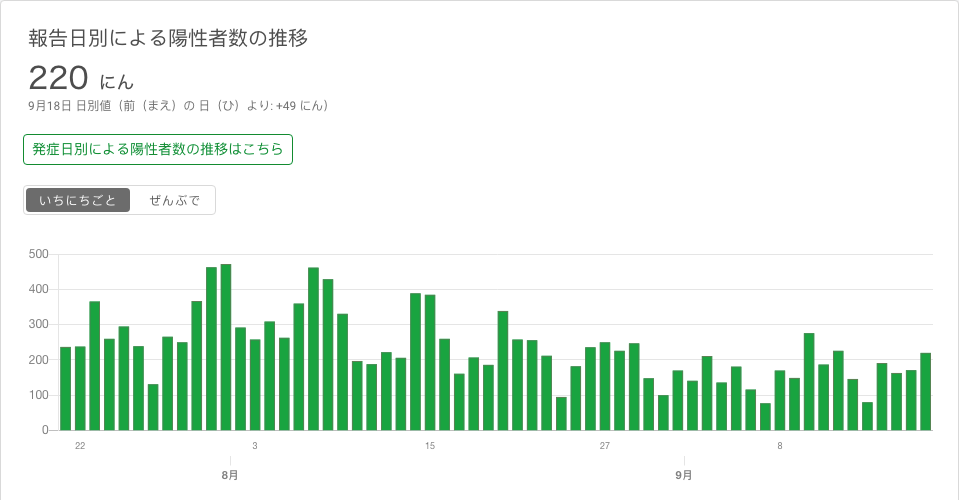 報告日別による陽性者数の推移
220 にん
9月18日 日別値（前（まえ）の 日（ひ）より: +49 にん）
発症日別による陽性者数の推移はこちら
いちにちごと ぜんぶで
500
400
300
200
100
0
22 3 15 27 8
8月 9月